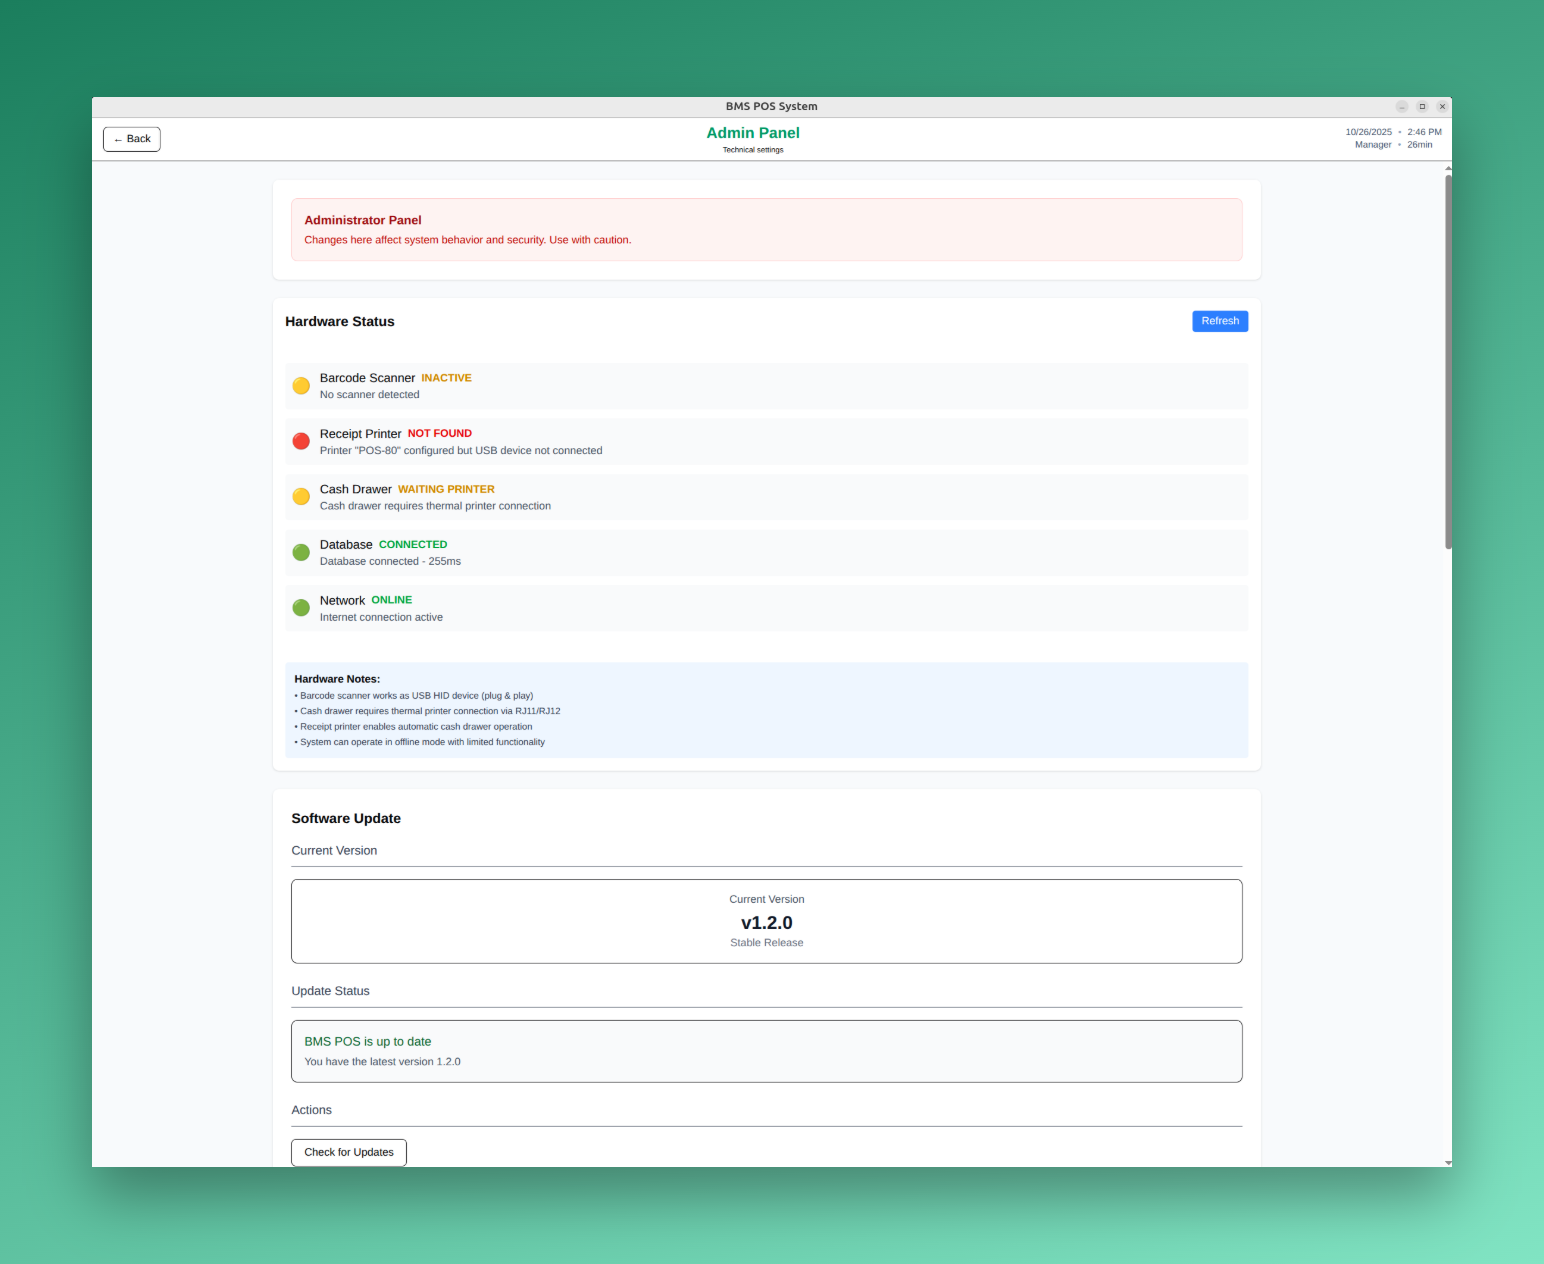 BMS POS System
← Back
Admin Panel
Technical settings
10/26/2025 • 2:46 PM
Manager • 26min
Administrator Panel
Changes here affect system behavior and security. Use with caution.
Hardware Status
Refresh
Barcode Scanner INACTIVE
No scanner detected
Receipt Printer NOT FOUND
Printer "POS-80" configured but USB device not connected
Cash Drawer WAITING PRINTER
Cash drawer requires thermal printer connection
Database CONNECTED
Database connected - 255ms
Network ONLINE
Internet connection active
Hardware Notes:
• Barcode scanner works as USB HID device (plug & play)
• Cash drawer requires thermal printer connection via RJ11/RJ12
• Receipt printer enables automatic cash drawer operation
• System can operate in offline mode with limited functionality
Software Update
Current Version
Current Version
v1.2.0
Stable Release
Update Status
BMS POS is up to date
You have the latest version 1.2.0
Actions
Check for Updates